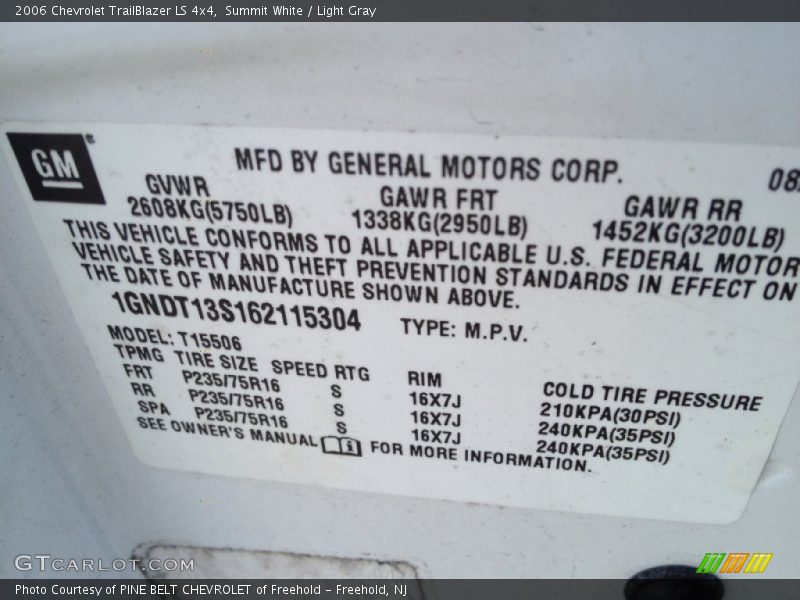 2006 Chevrolet TrailBlazer LS 4x4,  Summit White / Light Gray
GM®
MFD BY GENERAL MOTORS CORP.
GVWR GAWR FRT GAWR RR
2608KG(5750LB) 1338KG(2950LB) 1452KG(3200LB)
THIS VEHICLE CONFORMS TO ALL APPLICABLE U.S. FEDERAL MOTOR
VEHICLE SAFETY AND THEFT PREVENTION STANDARDS IN EFFECT ON
THE DATE OF MANUFACTURE SHOWN ABOVE.
1GNDT13S162115304 TYPE: M.P.V.
MODEL: T15506
TPMG TIRE SIZE SPEED RTG RIM COLD TIRE PRESSURE
FRT P235/75R16 S 16X7J 210KPA(30PSI)
RR P235/75R16 S 16X7J 240KPA(35PSI)
SPA P235/75R16 S 16X7J 240KPA(35PSI)
SEE OWNER'S MANUAL FOR MORE INFORMATION.
GTCARLOT.COM
Photo Courtesy of PINE BELT CHEVROLET of Freehold - Freehold, NJ